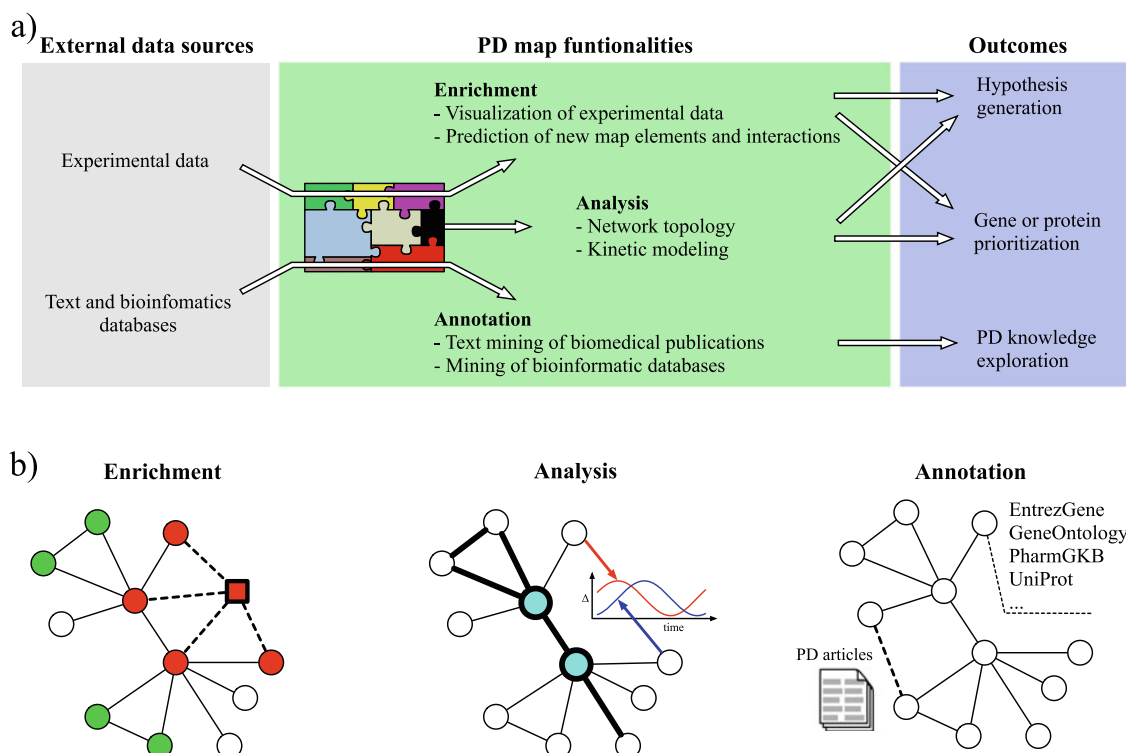 a)
External data sources
PD map funtionalities
Outcomes
Experimental data
Text and bioinfomatics
databases
Enrichment
- Visualization of experimental data
- Prediction of new map elements and interactions
Analysis
- Network topology
- Kinetic modeling
Annotation
- Text mining of biomedical publications
- Mining of bioinformatic databases
Hypothesis
generation
Gene or protein
prioritization
PD knowledge
exploration
b)
Enrichment
Analysis
Δ
time
Annotation
EntrezGene
GeneOntology
PharmGKB
UniProt
...
PD articles